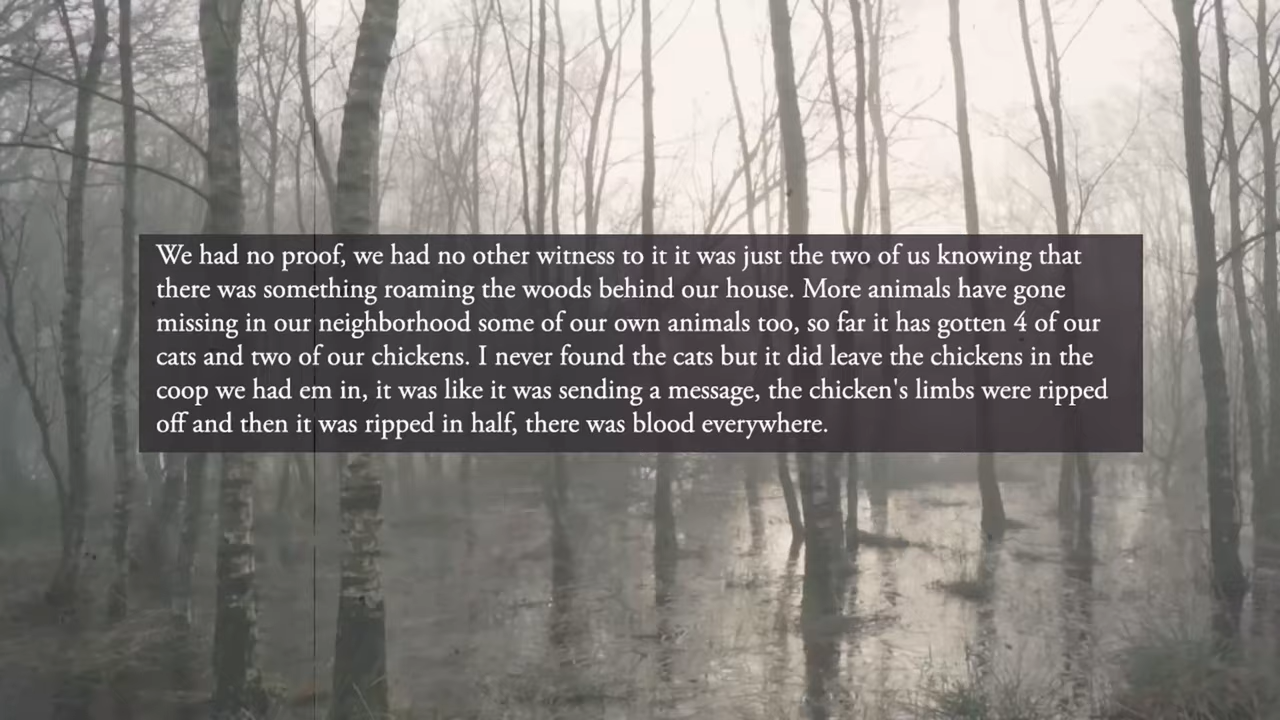 We had no proof, we had no other witness to it it was just the two of us knowing that
there was something roaming the woods behind our house. More animals have gone
missing in our neighborhood some of our own animals too, so far it has gotten 4 of our
cats and two of our chickens. I never found the cats but it did leave the chickens in the
coop we had em in, it was like it was sending a message, the chicken's limbs were ripped
off and then it was ripped in half, there was blood everywhere.